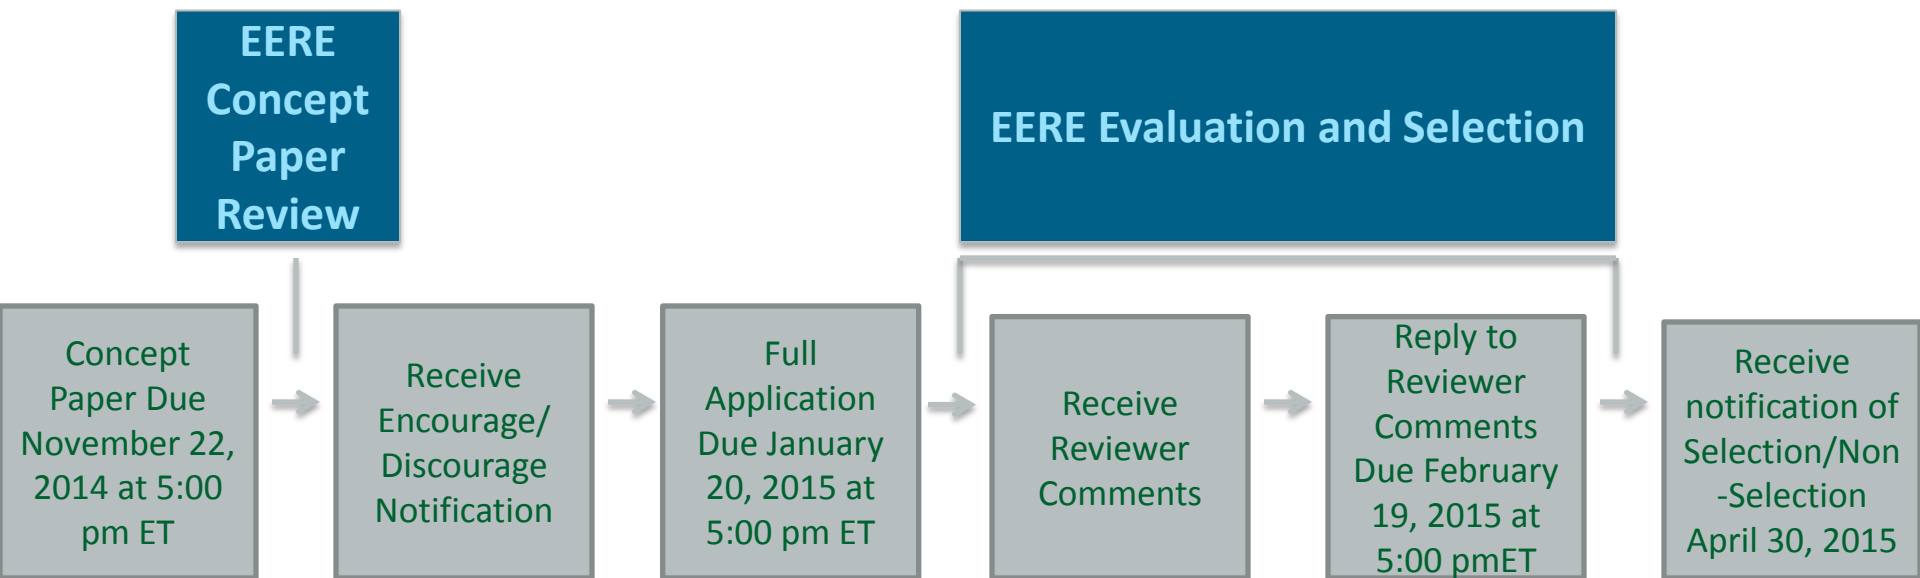 EERE
Concept
Paper
Review
EERE Evaluation and Selection
Concept
Paper Due
November 22,
2014 at 5:00
pm ET
Receive
Encourage/
Discourage
Notification
Full
Application
Due January
20, 2015 at
5:00 pm ET
Receive
Reviewer
Comments
Reply to
Reviewer
Comments
Due February
19, 2015 at
5:00 pmET
Receive
notification of
Selection/Non
-Selection
April 30, 2015